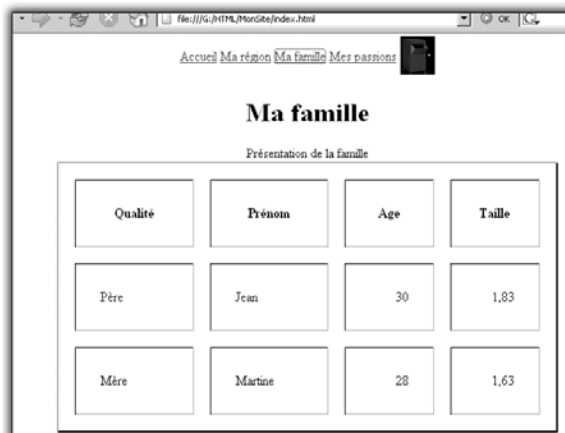 file:///G:/HTML/MonSite/index.html OK
Accueil Ma région Ma famille Mes passions
Ma famille
Présentation de la famille
Qualité Prénom Age Taille
Père Jean 30 1,83
Mère Martine 28 1,63